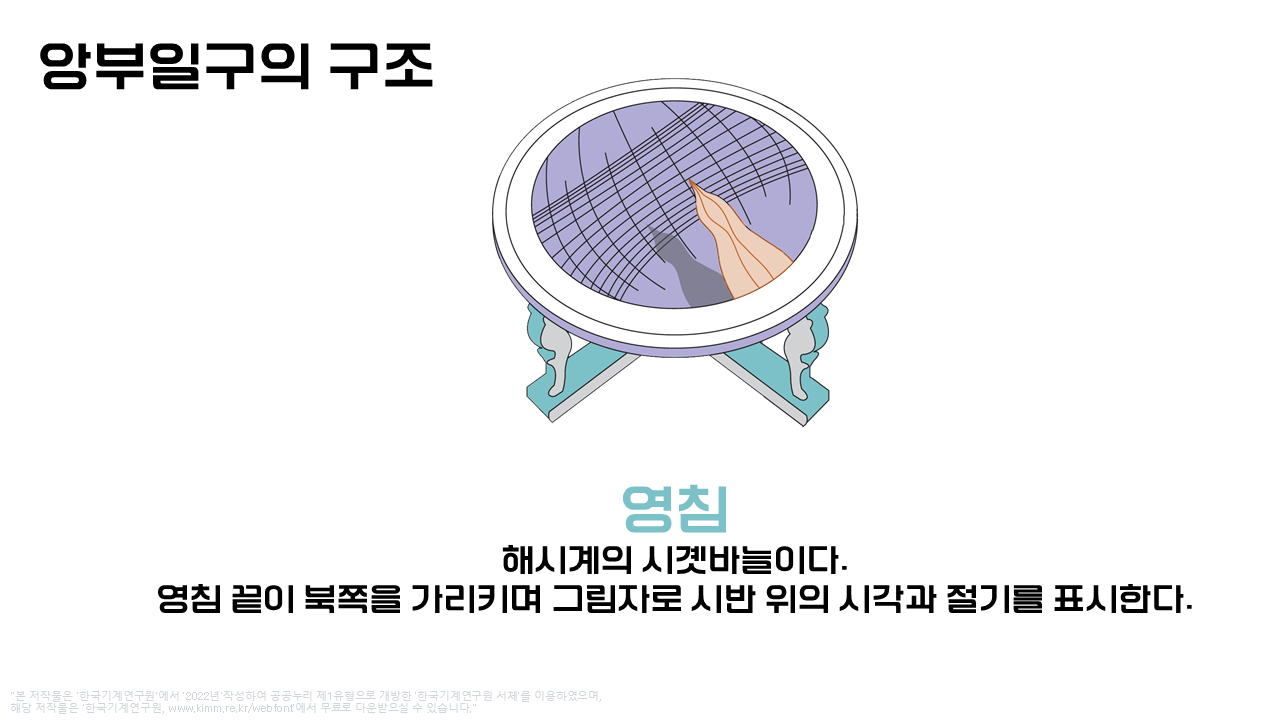 앙부일구의 구조
영침
해시계의 시곗바늘이다.
영침 끝이 북쪽을 가리키며 그림자로 시반 위의 시각과 절기를 표시한다.
"본 저작물은 '한국기계연구원'에서 '2022년'작성하여 공공누리 제1유형으로 개방한 '한국기계연구원 서체'를 이용하였으며,
해당 저작물은 '한국기계연구원, www.kimm.re.kr/webfont'에서 무료로 다운받으실 수 있습니다."